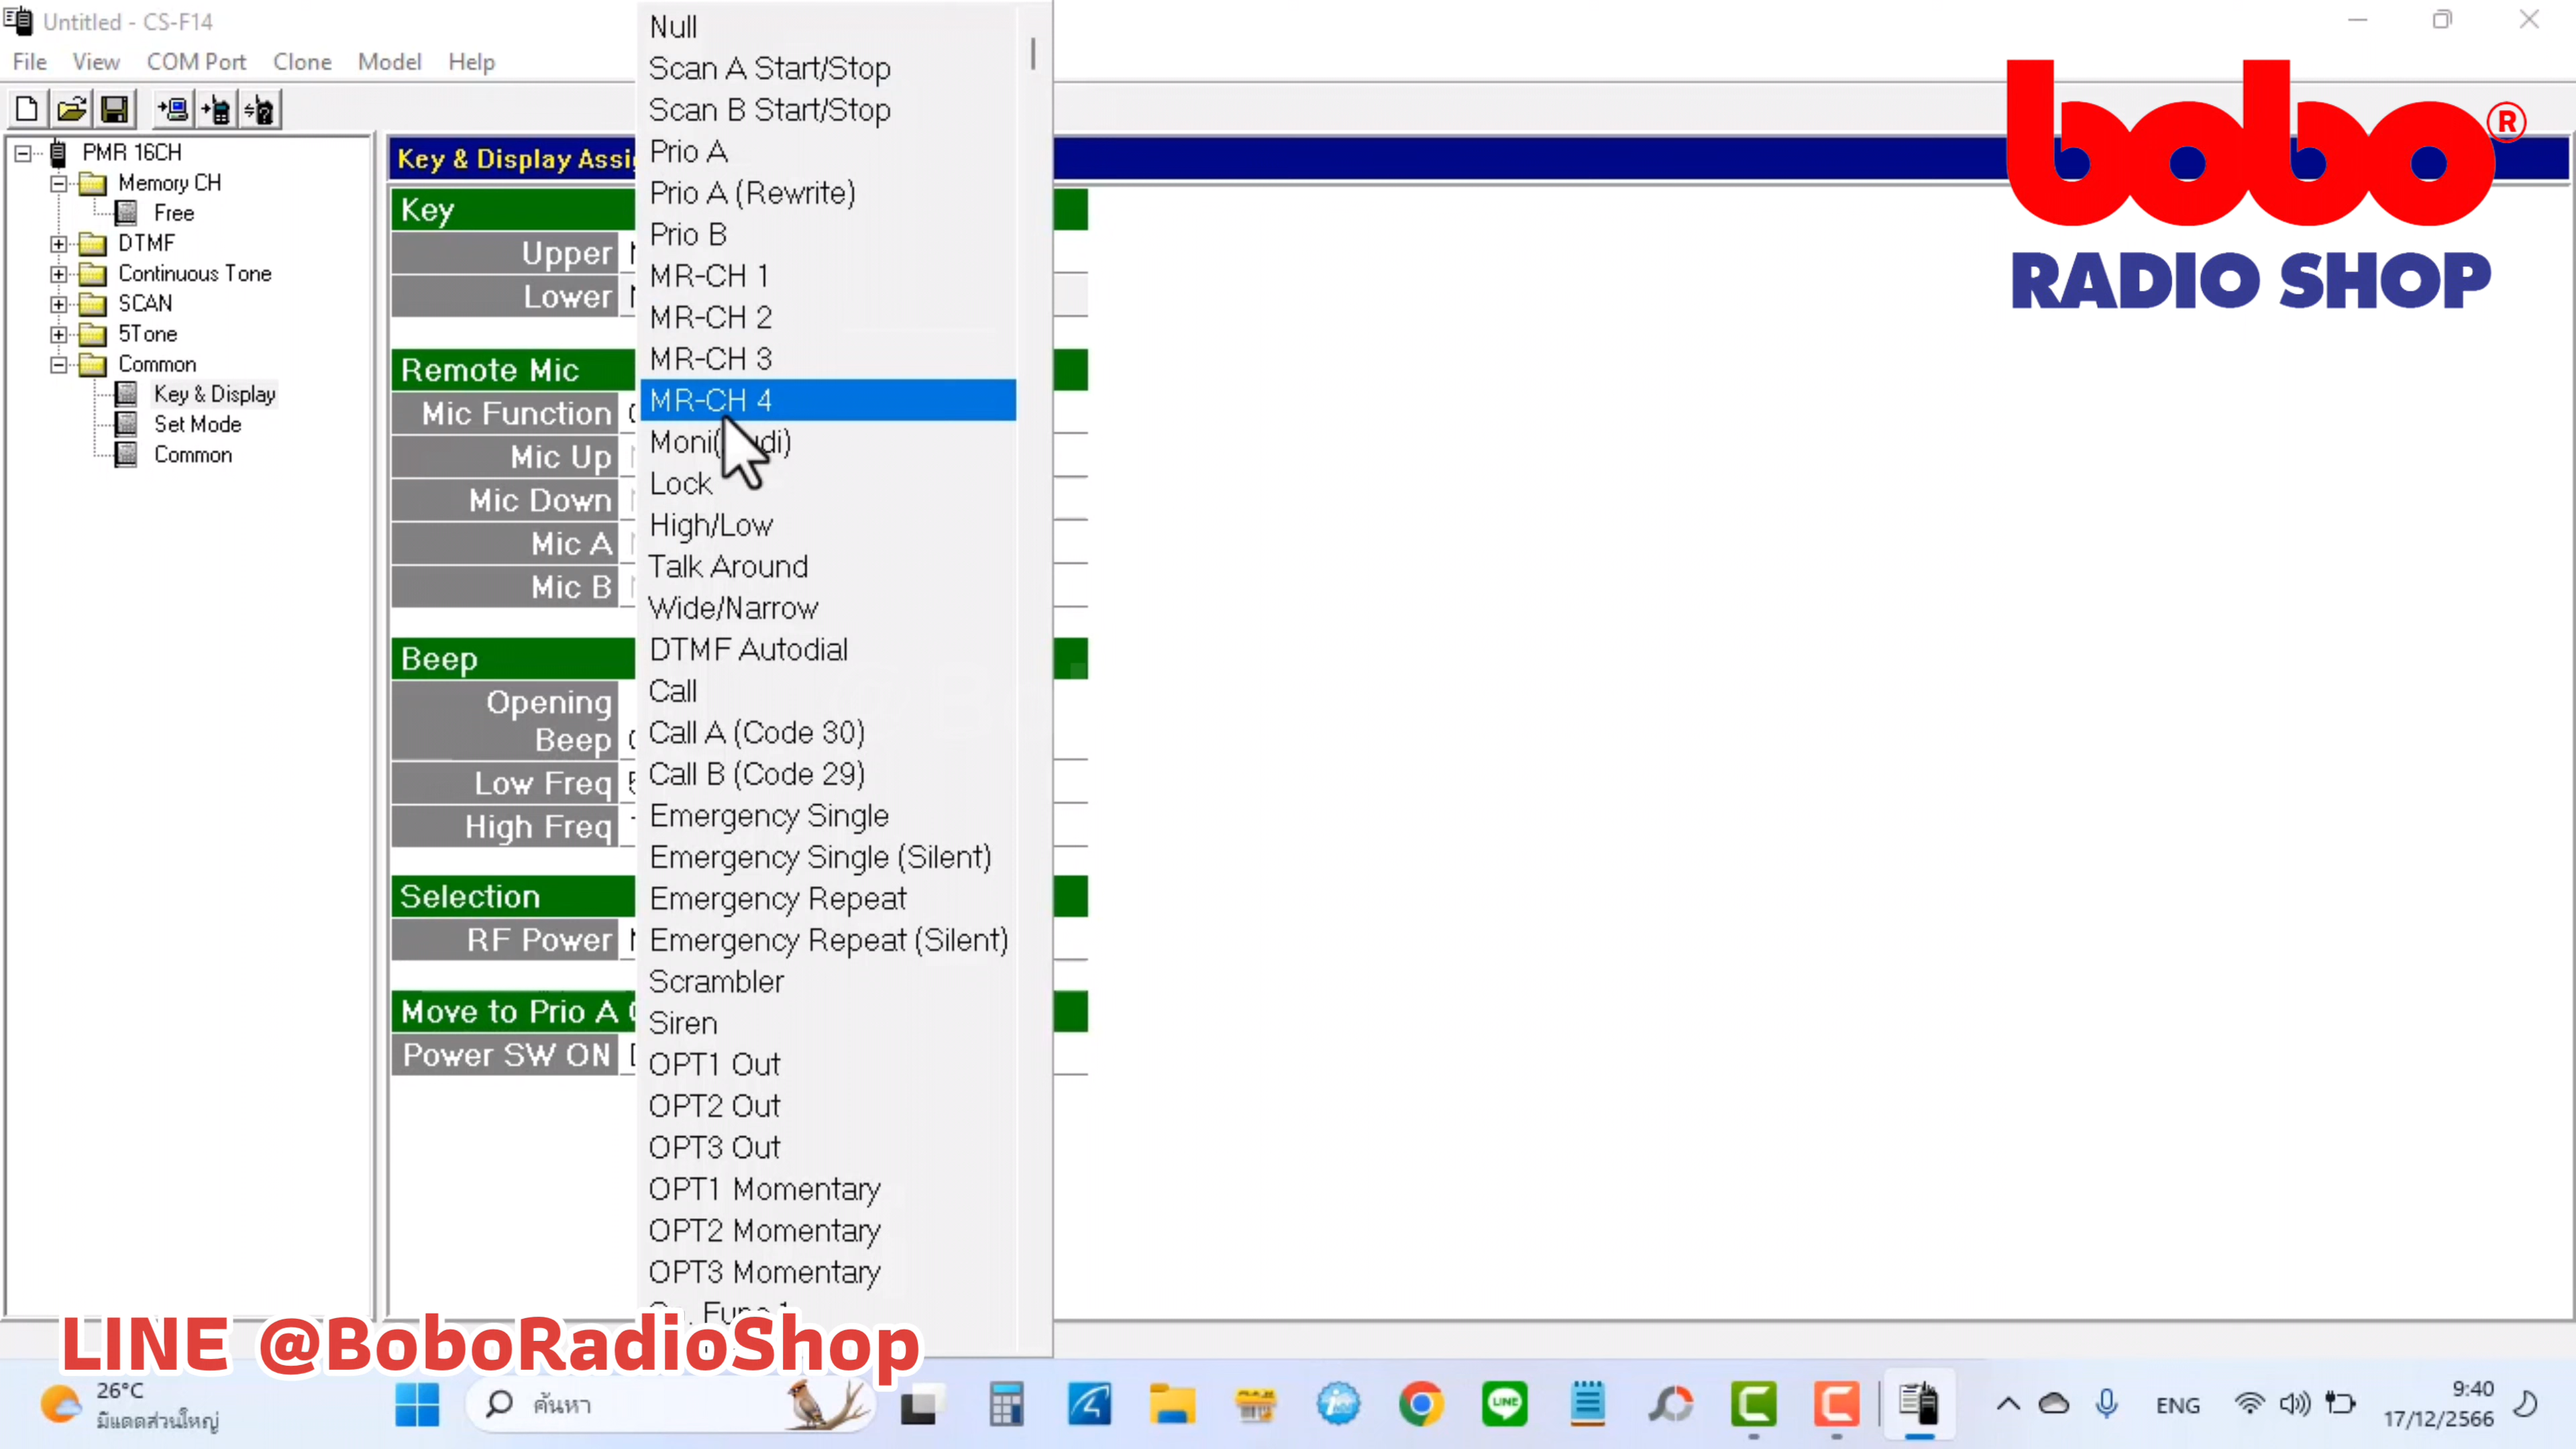 Untitled - CS-F14
File View COM Port Clone Model Help
PMR 16CH
Memory CH
Free
DTMF
Continuous Tone
SCAN
5Tone
Common
Key & Display
Set Mode
Common
Key & Display
Key
Upper
Lower
Remote Mic
Mic Function
Mic Up
Mic Down
Mic A
Mic B
Beep
Opening
Beep
Low Freq
High Freq
Selection
RF Power
Move to Prio A
Power SW ON
Null
Scan A Start/Stop
Scan B Start/Stop
Prio A
Prio A (Rewrite)
Prio B
MR-CH 1
MR-CH 2
MR-CH 3
MR-CH 4
Lock
High/Low
Talk Around
Wide/Narrow
DTMF Autodial
Call
Call A (Code 30)
Call B (Code 29)
Emergency Single
Emergency Single (Silent)
Emergency Repeat
Emergency Repeat (Silent)
Scrambler
Siren
OPT1 Out
OPT2 Out
OPT3 Out
OPT1 Momentary
OPT2 Momentary
OPT3 Momentary
bobo®
RADIO SHOP
LINE @BoboRadioShop
26°C
มีแดดส่วนใหญ่
ค้นหา
LINE
ENG
9:40
17/12/2566